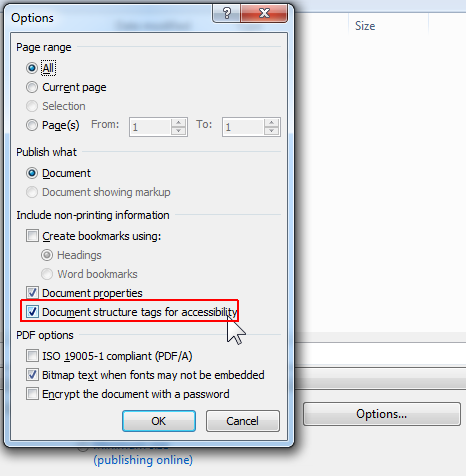 Options
Size
Page range
All
Current page
Selection
Page(s) From: 1 To: 1
Publish what
Document
Document showing markup
Include non-printing information
Create bookmarks using:
Headings
Word bookmarks
Document properties
Document structure tags for accessibility
PDF options
ISO 19005-1 compliant (PDF/A)
Bitmap text when fonts may not be embedded
Encrypt the document with a password
OK Cancel
Options...
(publishing online)